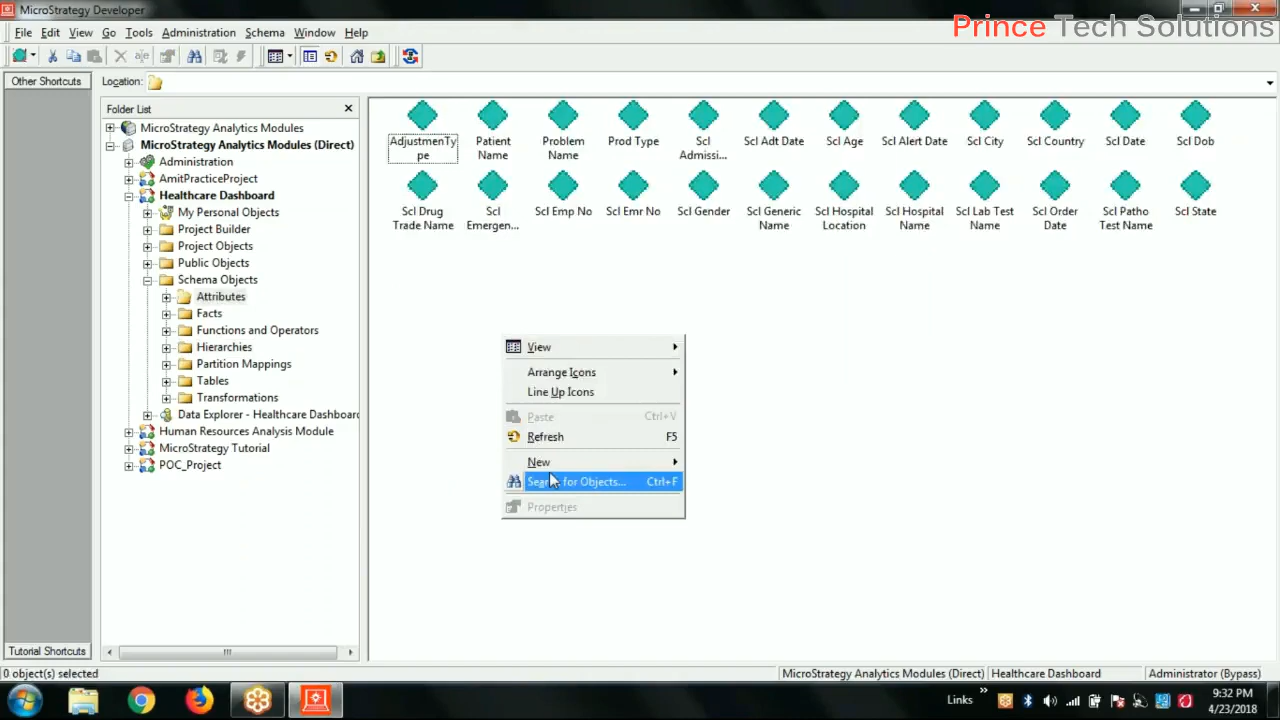 MicroStrategy Developer
Prince Tech Solutions
File Edit View Go Tools Administration Schema Window Help
Other Shortcuts
Location:
Folder List
MicroStrategy Analytics Modules
MicroStrategy Analytics Modules (Direct)
Administration
AmitPracticeProject
Healthcare Dashboard
My Personal Objects
Project Builder
Project Objects
Public Objects
Schema Objects
Attributes
Facts
Functions and Operators
Hierarchies
Partition Mappings
Tables
Transformations
Data Explorer - Healthcare Dashboard
Human Resources Analysis Module
MicroStrategy Tutorial
POC_Project
Tutorial Shortcuts
AdjustmenTy
pe
Patient
Name
Problem
Name
Prod Type
Scl
Admissi...
Scl Adt Date
Scl Age
Scl Alert Date
Scl City
Scl Country
Scl Date
Scl Dob
Scl Drug
Trade Name
Scl
Emergen...
Scl Emp No
Scl Emr No
Scl Gender
Scl Generic
Name
Scl Hospital
Location
Scl Hospital
Name
Scl Lab Test
Name
Scl Order
Date
Scl Patho
Test Name
Scl State
View
Arrange Icons
Line Up Icons
Paste Ctrl+V
Refresh F5
New
Search for Objects... Ctrl+F
Properties
0 object(s) selected
MicroStrategy Analytics Modules (Direct) Healthcare Dashboard Administrator (Bypass)
Links
9:32 PM
4/23/2018